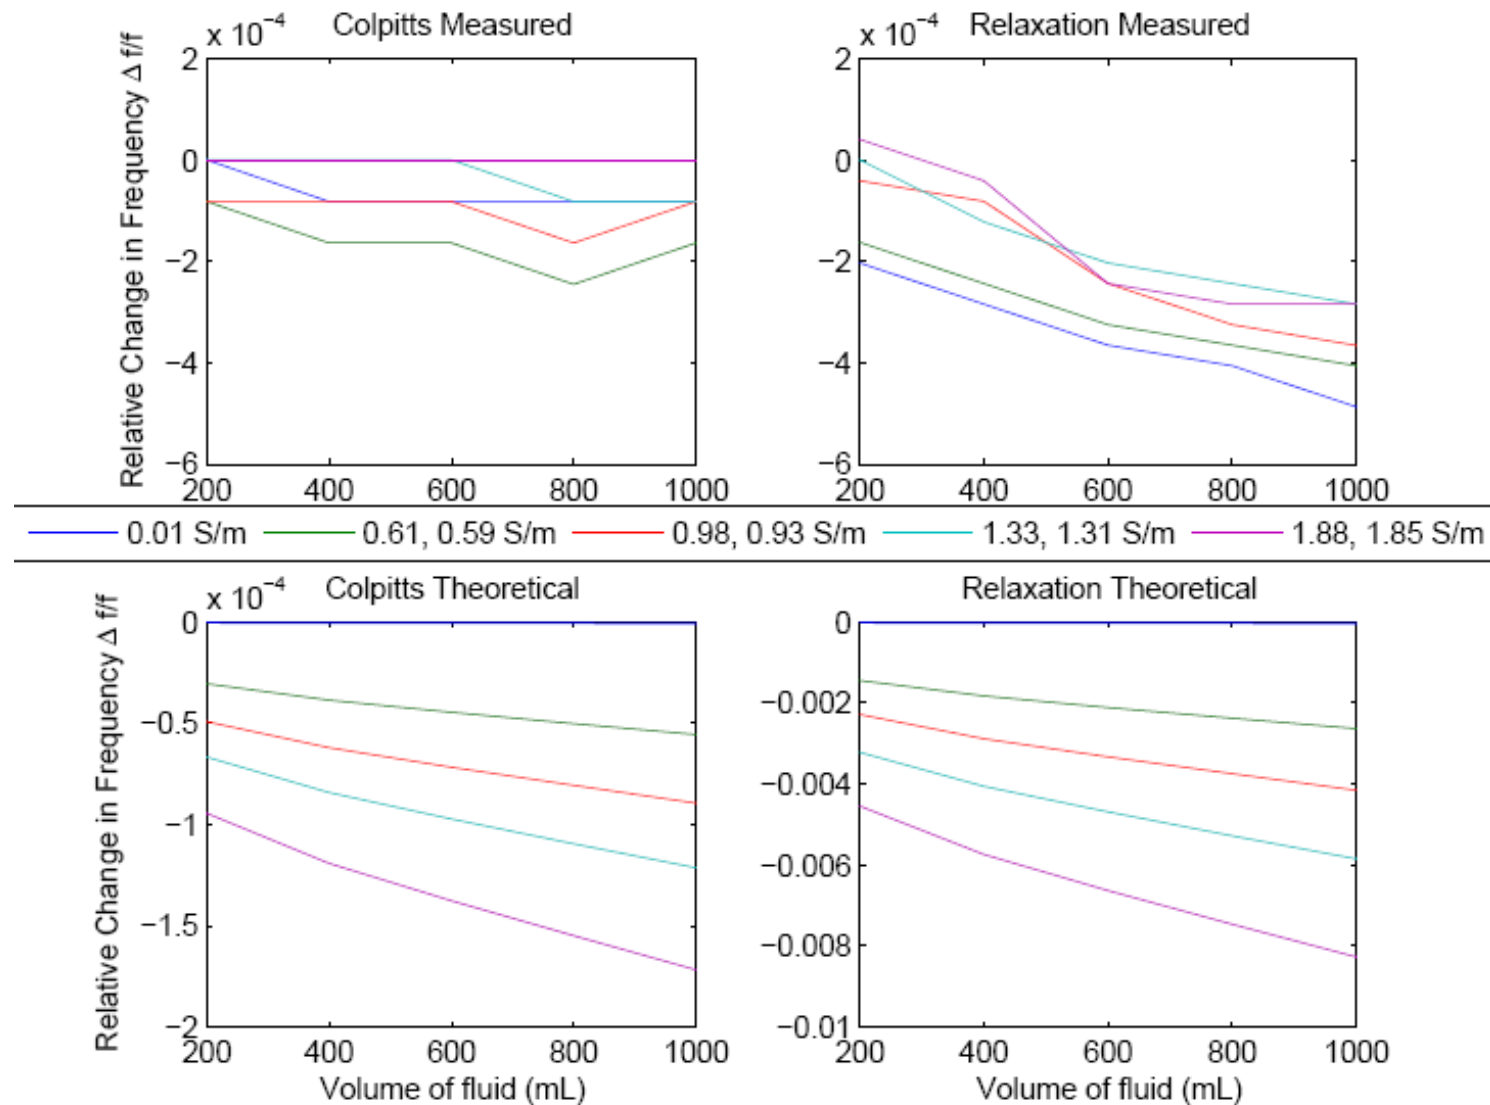 Colpitts Measured
Relaxation Measured
x 10−4
x 10−4
Relative Change in Frequency Δ f/f
2
0
−2
−4
−6
200 400 600 800 1000
2
0
−2
−4
−6
200 400 600 800 1000
0.01 S/m 0.61, 0.59 S/m 0.98, 0.93 S/m 1.33, 1.31 S/m 1.88, 1.85 S/m
Colpitts Theoretical
Relaxation Theoretical
x 10−4
Relative Change in Frequency Δ f/f
0
−0.5
−1
−1.5
−2
200 400 600 800 1000
Volume of fluid (mL)
0
−0.002
−0.004
−0.006
−0.008
−0.01
200 400 600 800 1000
Volume of fluid (mL)